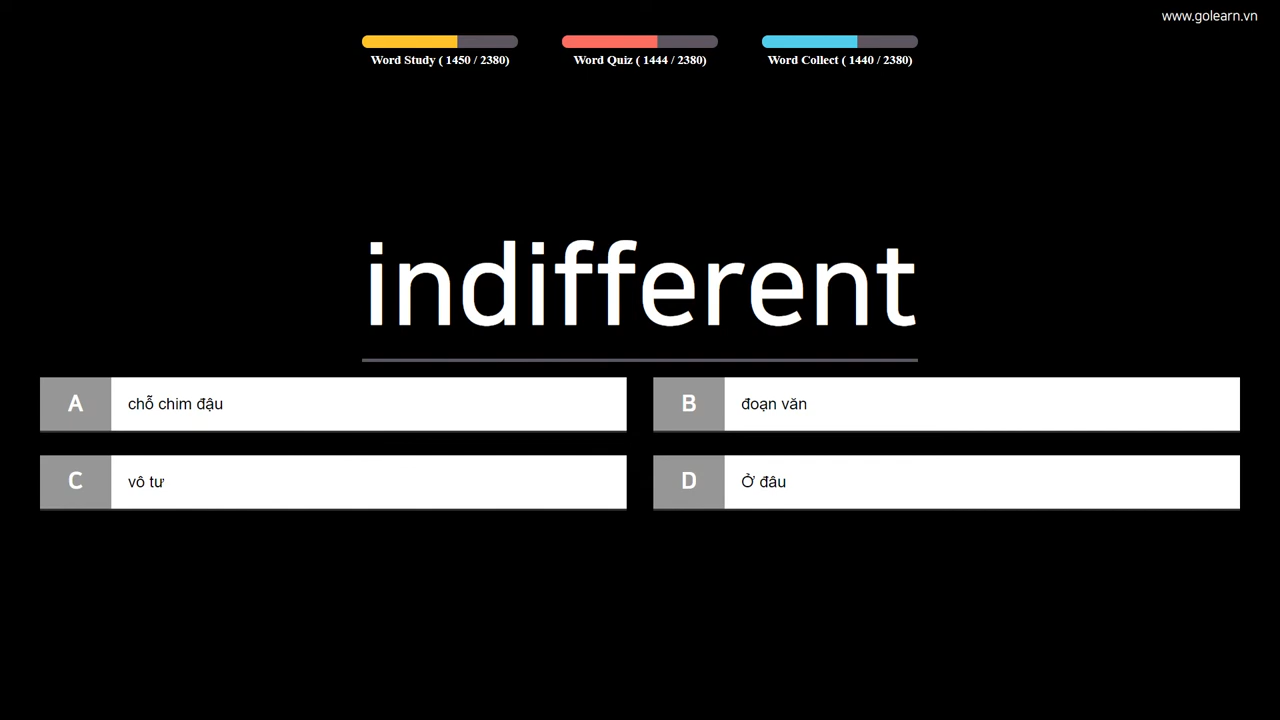 www.golearn.vn
Word Study ( 1450 / 2380)
Word Quiz ( 1444 / 2380)
Word Collect ( 1440 / 2380)
indifferent
A chỗ chim đậu
B đoạn văn
C vô tư
D Ở đâu